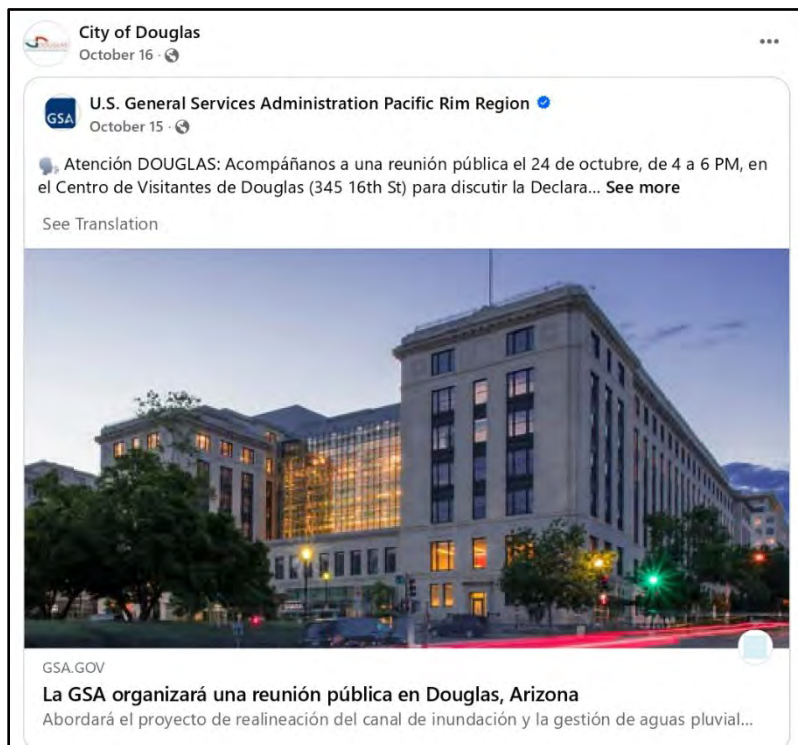 City of Douglas
October 16 ·
GSA
U.S. General Services Administration Pacific Rim Region
October 15 ·
Atención DOUGLAS: Acompáñanos a una reunión pública el 24 de octubre, de 4 a 6 PM, en
el Centro de Visitantes de Douglas (345 16th St) para discutir la Declara... See more
See Translation
GSA.GOV
La GSA organizará una reunión pública en Douglas, Arizona
Abordará el proyecto de realineación del canal de inundación y la gestión de aguas pluvial...